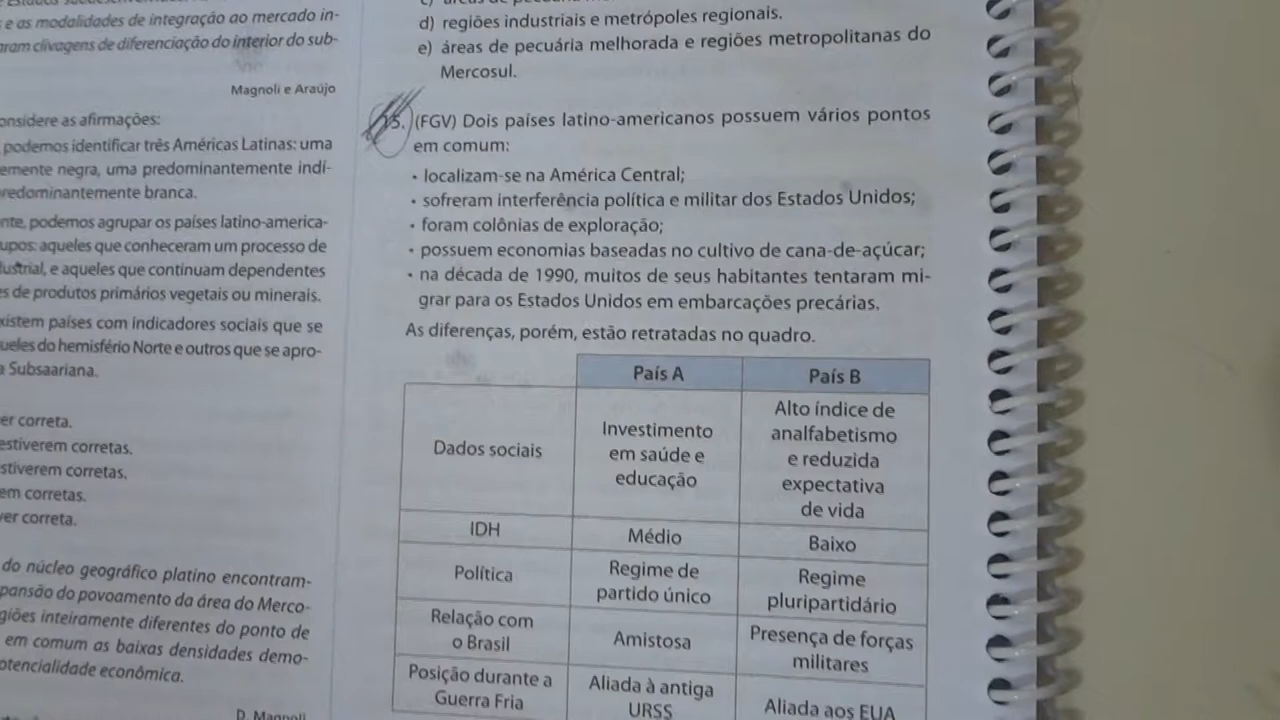 e as modalidades de integração ao mercado in-
aram clivagens de diferenciação do interior do sub-
Magnoli e Araújo
onsidere as afirmações:
podemos identificar três Américas Latinas: uma
emente negra, uma predominantemente indí-
redominantemente branca.
nte, podemos agrupar os países latino-america-
upos: aqueles que conheceram um processo de
dustrial, e aqueles que continuam dependentes
es de produtos primários vegetais ou minerais.
xistem países com indicadores sociais que se
ueles do hemisfério Norte e outros que se apro-
a Subsaariana.
er correta.
estiverem corretas.
stiverem corretas.
em corretas.
ver correta.
do núcleo geográfico platino encontram-
pansão do povoamento da área do Merco-
giões inteiramente diferentes do ponto de
em comum as baixas densidades demo-
otencialidade econômica.
D. Magnoli
d) regiões industriais e metrópoles regionais.
e) áreas de pecuária melhorada e regiões metropolitanas do
Mercosul.
15. (FGV) Dois países latino-americanos possuem vários pontos
em comum:
• localizam-se na América Central;
• sofreram interferência política e militar dos Estados Unidos;
• foram colônias de exploração;
• possuem economias baseadas no cultivo de cana-de-açúcar;
• na década de 1990, muitos de seus habitantes tentaram mi-
grar para os Estados Unidos em embarcações precárias.
As diferenças, porém, estão retratadas no quadro.
País A País B
Dados sociais
Investimento
em saúde e
educação
Alto índice de
analfabetismo
e reduzida
expectativa
de vida
IDH Médio Baixo
Política
Regime de
partido único
Regime
pluripartidário
Relação com
o Brasil
Amistosa
Presença de forças
militares
Posição durante a
Guerra Fria
Aliada à antiga
URSS
Aliada aos EUA